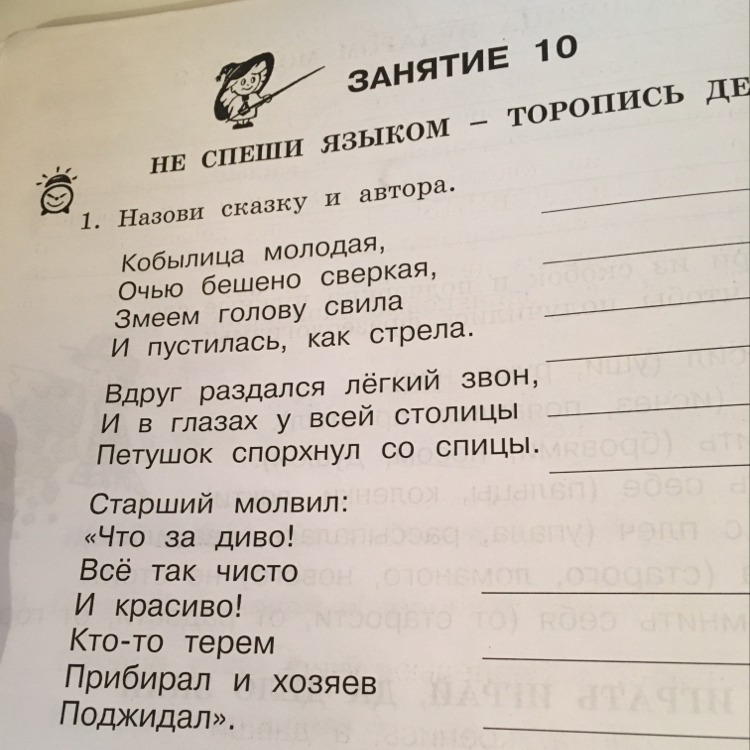 ЗАНЯТИЕ 10
НЕ СПЕШИ ЯЗЫКОМ – ТОРОПИСЬ
1. Назови сказку и автора.
Кобылица молодая,
Очью бешено сверкая,
Змеем голову свила
И пустилась, как стрела.
Вдруг раздался лёгкий звон,
И в глазах у всей столицы
Петушок спорхнул со спицы.
Старший молвил:
«Что за диво!
Всё так чисто
И красиво!
Кто-то терем
Прибирал и хозяев
Поджидал».